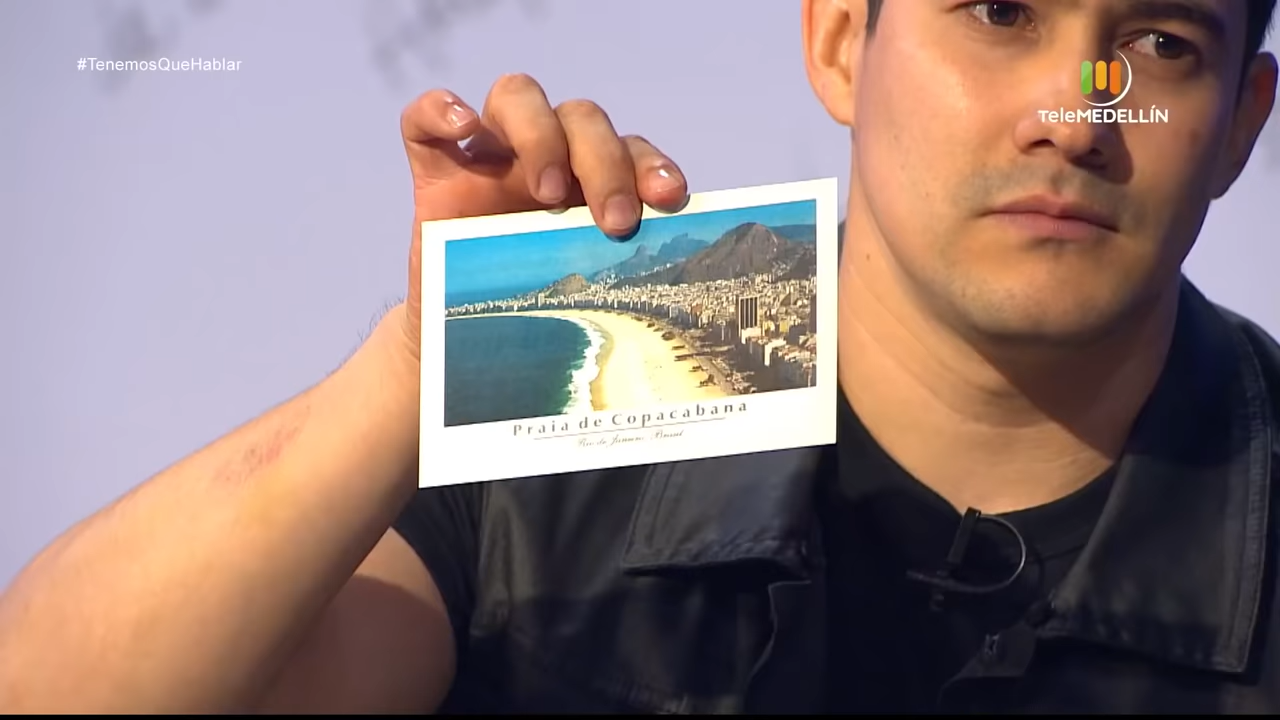 #TenemosQueHablar
TeleMEDELLÍN
Praia de Copacabana
Rio de Janeiro - Brasil